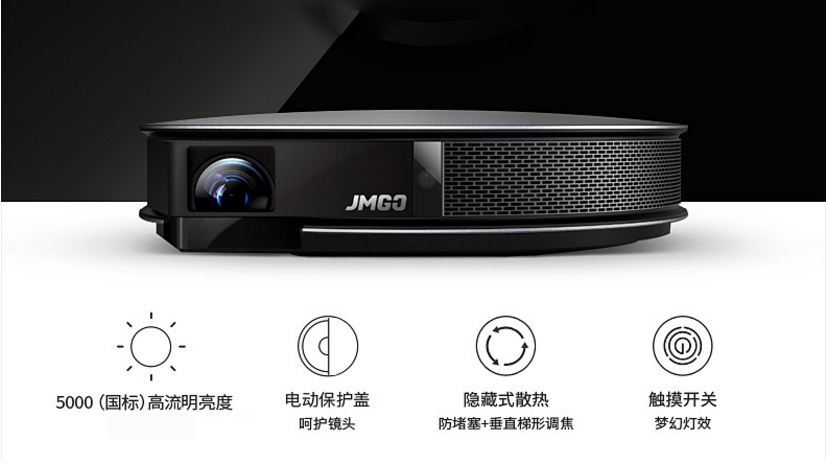 JMGO
5000（国标）高流明亮度
电动保护盖
呵护镜头
隐藏式散热
防堵塞+垂直梯形调焦
触摸开关
梦幻灯效